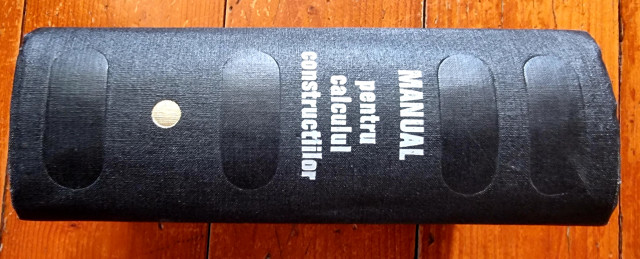 MANUAL
pentru
calculul
construcţiilor